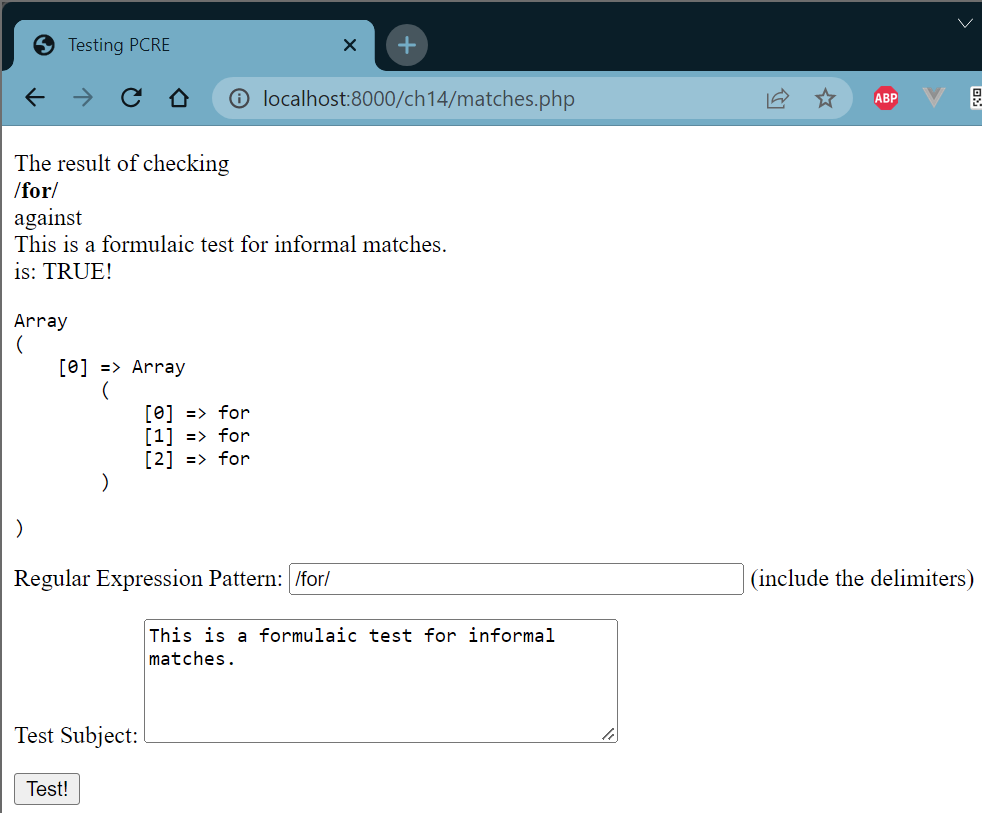 Testing PCRE
localhost:8000/ch14/matches.php
ABP
The result of checking
/for/
against
This is a formulaic test for informal matches.
is: TRUE!
Array
(
    [0] => Array
        (
            [0] => for
            [1] => for
            [2] => for
        )
)
Regular Expression Pattern: /for/ (include the delimiters)
This is a formulaic test for informal
matches.
Test Subject:
Test!